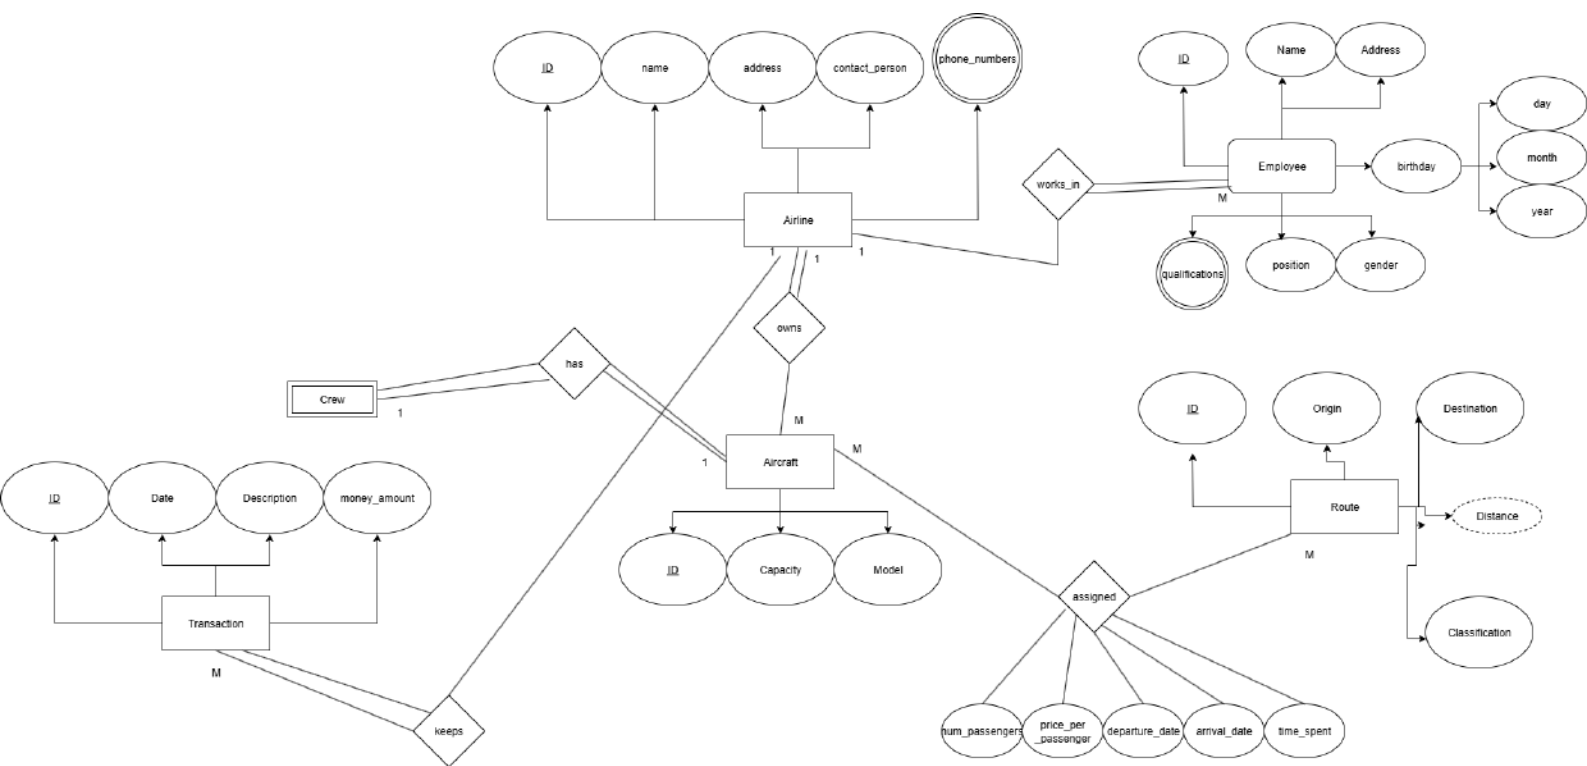 ID
name
address
contact_person
phone_numbers
ID
Name
Address
day
month
year
Employee
birthday
works_in
M
qualifications
position
gender
Airline
1
1
1
owns
has
Crew
1
M
M
1
Aircraft
ID
Origin
Destination
Route
Distance
M
ID
Date
Description
money_amount
ID
Capacity
Model
assigned
Classification
Transaction
M
keeps
num_passengers
price_per
_passenger
departure_date
arrival_date
time_spent